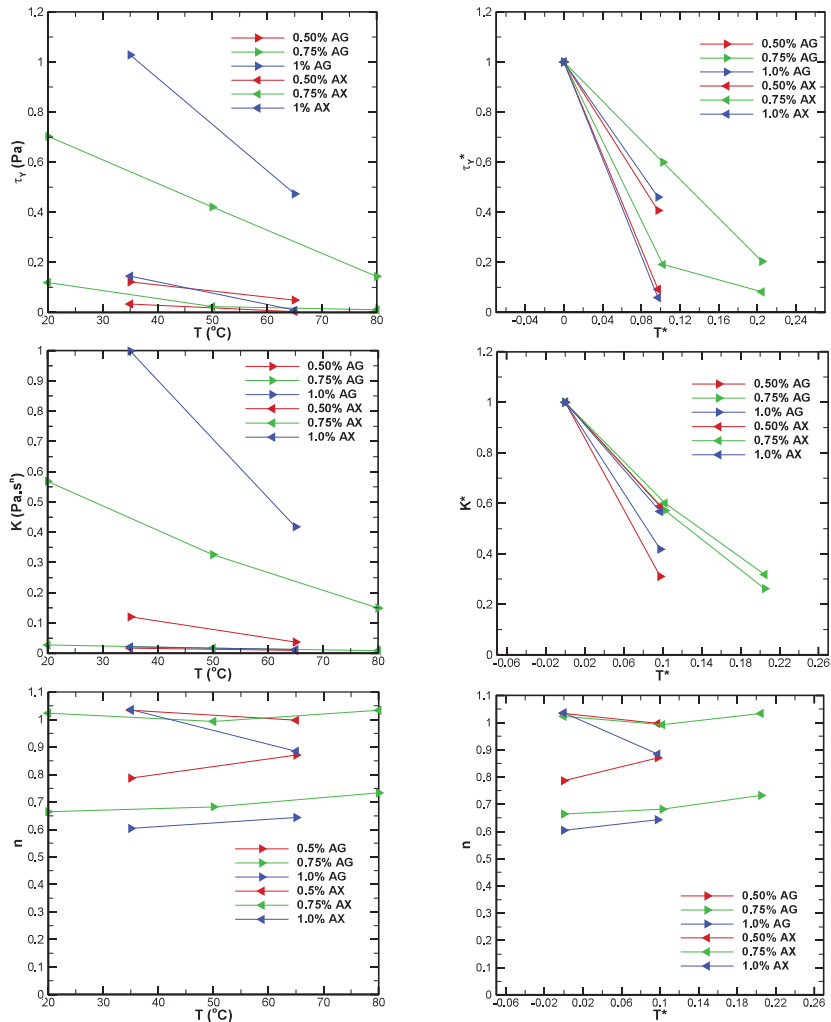 1.2
1
0.8
0.6
0.4
0.2
0
τY (Pa)
0.50% AG
0.75% AG
1% AG
0.50% AX
0.75% AX
1% AX
20 30 40 50 60 70 80
T (°C)
1.2
1
0.8
0.6
0.4
0.2
0
τY*
0.50% AG
0.75% AG
1.0% AG
0.50% AX
0.75% AX
1.0% AX
-0.04 0 0.04 0.08 0.12 0.16 0.2 0.24
T*
1
0.9
0.8
0.7
0.6
0.5
0.4
0.3
0.2
0.1
0
K (Pa.sn)
0.50% AG
0.75% AG
1.0% AG
0.50% AX
0.75% AX
1.0% AX
20 30 40 50 60 70 80
T (°C)
1.2
1
0.8
0.6
0.4
0.2
0
K*
0.50% AG
0.75% AG
1.0% AG
0.50% AX
0.75% AX
1.0% AX
-0.06 -0.02 0.02 0.06 0.1 0.14 0.18 0.22 0.26
T*
1.1
1
0.9
0.8
0.7
0.6
0.5
0.4
0.3
0.2
0.1
0
n
0.5% AG
0.75% AG
1.0% AG
0.5% AX
0.75% AX
1.0% AX
20 30 40 50 60 70 80
T (°C)
1.1
1
0.9
0.8
0.7
0.6
0.5
0.4
0.3
0.2
0.1
0
n
0.50% AG
0.75% AG
1.0% AG
0.50% AX
0.75% AX
1.0% AX
-0.06 -0.02 0.02 0.06 0.1 0.14 0.18 0.22 0.26
T*